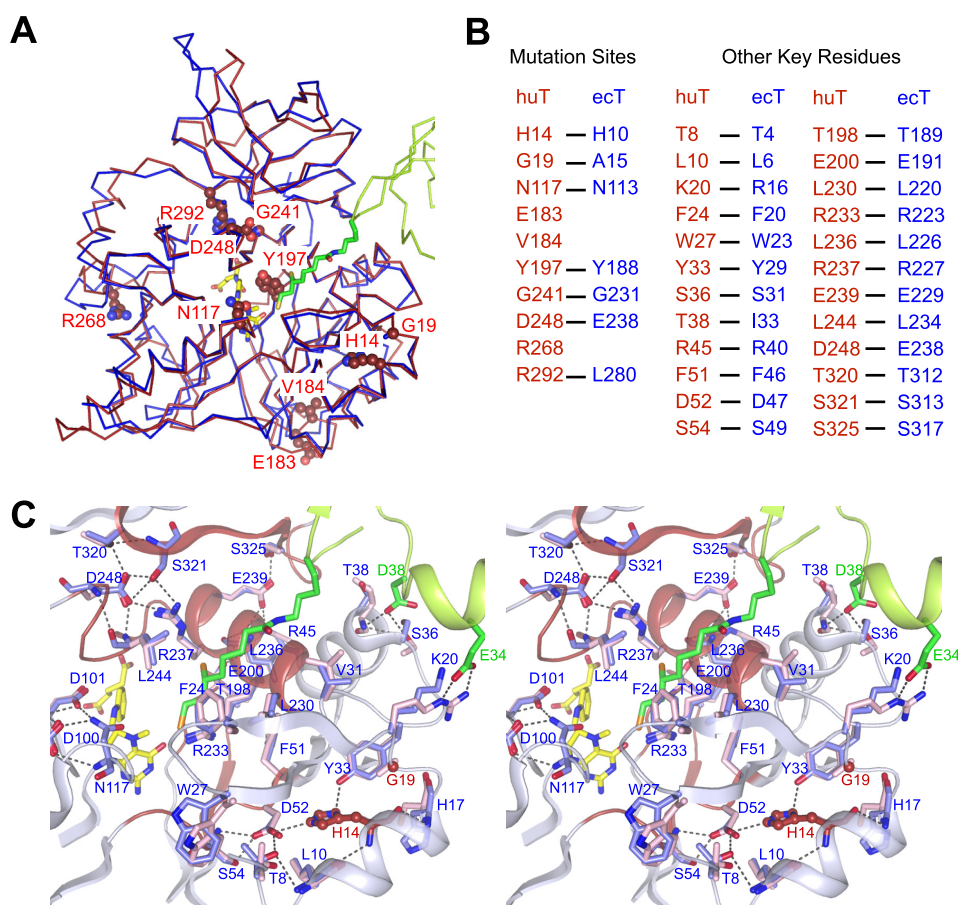 A
R292
G241
D248
Y197
N117
R268
G19
H14
V184
E183
B
Mutation Sites Other Key Residues
huT ecT huT ecT huT ecT
H14 — H10 T8 — T4 T198 — T189
G19 — A15 L10 — L6 E200 — E191
N117 — N113 K20 — R16 L230 — L220
E183 F24 — F20 R233 — R223
V184 W27 — W23 L236 — L226
Y197 — Y188 Y33 — Y29 R237 — R227
G241 — G231 S36 — S31 E239 — E229
D248 — E238 T38 — I33 L244 — L234
R268 R45 — R40 D248 — E238
R292 — L280 F51 — F46 T320 — T312
D52 — D47 S321 — S313
S54 — S49 S325 — S317
C
T320
S321
S325
D248
E239
T38
D38
R45
S36
R237
L236
K20
E34
L244
E200
V31
D101
F24
T198
L230
D100
R233
F51
N117
Y33
G19
W27
D52
H17
H14
S54
T8
L10
T320
S321
S325
D248
E239
T38
D38
R45
S36
R237
L236
K20
E34
L244
E200
V31
D101
F24
T198
L230
D100
R233
F51
N117
Y33
G19
W27
D52
H17
H14
S54
T8
L10